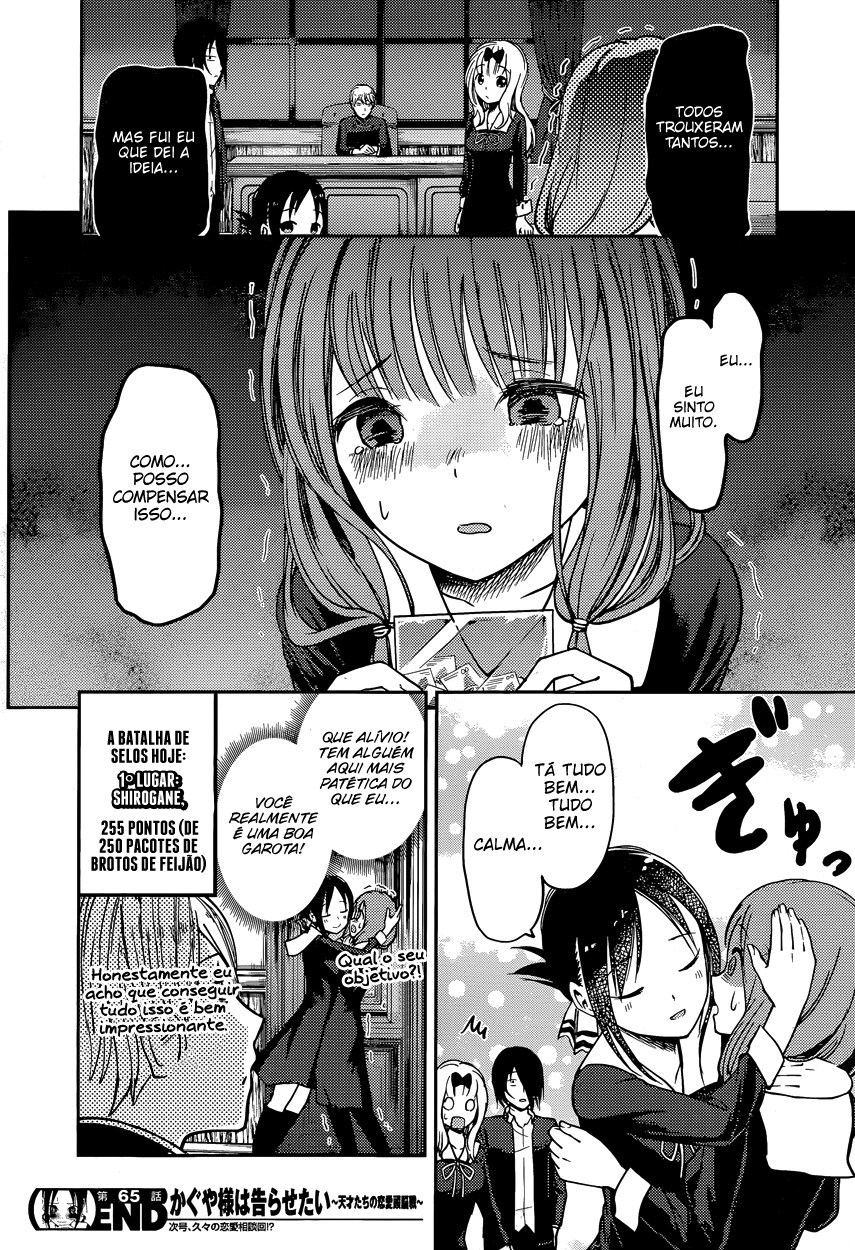 TODOS
TROUXERAM
TANTOS...
MAS FUI EU
QUE DEI A
IDEIA...
EU...
EU
SINTO
MUITO.
COMO...
POSSO
COMPENSAR
ISSO...
TÁ TUDO
BEM...
TUDO
BEM...
CALMA...
ぎゅっ
QUE ALÍVIO!
TEM ALGUÉM
AQUI MAIS
PATÉTICA DO
QUE EU...
VOCÊ
REALMENTE
É UMA BOA
GAROTA!
Qual o seu
objetivo?!
A BATALHA DE
SELOS HOJE:
1º LUGAR:
SHIROGANE,
255 PONTOS (DE
250 PACOTES DE
BROTOS DE FEIJÃO)
Honestamente eu
acho que conseguir
tudo isso é bem
impressionante.
第65話 END かぐや様は告らせたい~天才たちの恋愛頭脳戦~
次号、久々の恋愛相談回!?